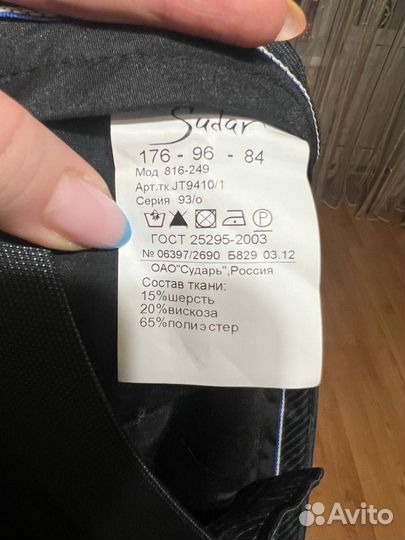 Sudar
176 - 96 - 84
Мод 816-249
Арт.тк.JT9410/1
Серия 93/о
P
ГОСТ 25295-2003
№ 06397/2690 Б829 03.12
ОАО"Сударь",Россия
Состав ткани:
15%шерсть
20%вискоза
65%полиэстер
Avito